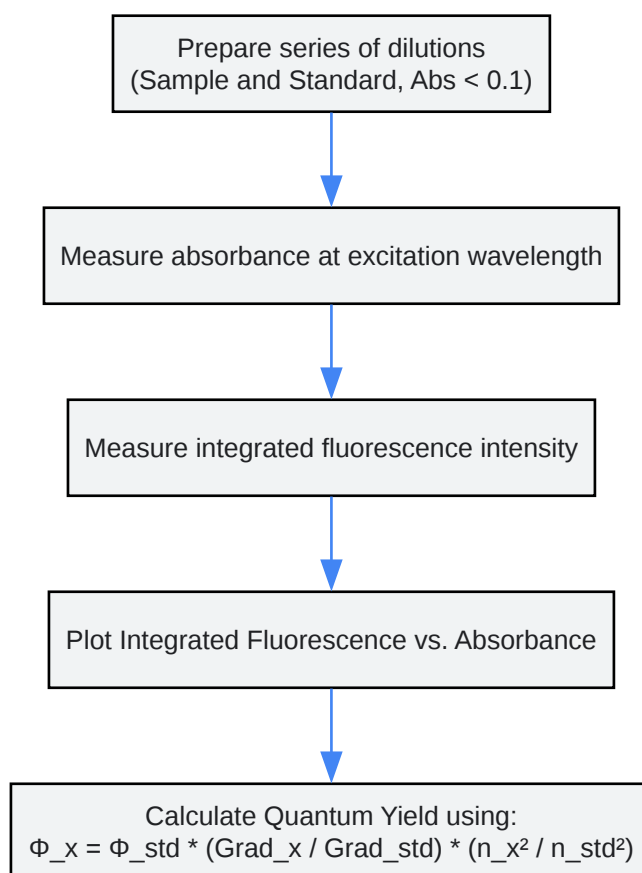 Prepare series of dilutions
(Sample and Standard, Abs < 0.1)
Measure absorbance at excitation wavelength
Measure integrated fluorescence intensity
Plot Integrated Fluorescence vs. Absorbance
Calculate Quantum Yield using:
Φ_x = Φ_std * (Grad_x / Grad_std) * (n_x² / n_std²)